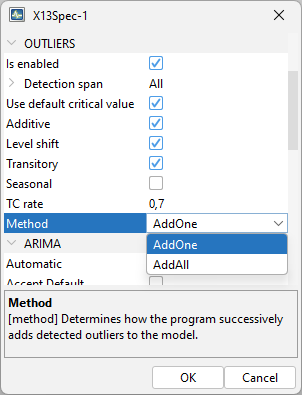 X13Spec-1
OUTLIERS
Is enabled
Detection span All
Use default critical value
Additive
Level shift
Transitory
Seasonal
TC rate 0,7
Method AddOne
AddOne
ARIMA
AddAll
Automatic
Accept Default
Method
[method] Determines how the program successively
adds detected outliers to the model.
OK Cancel